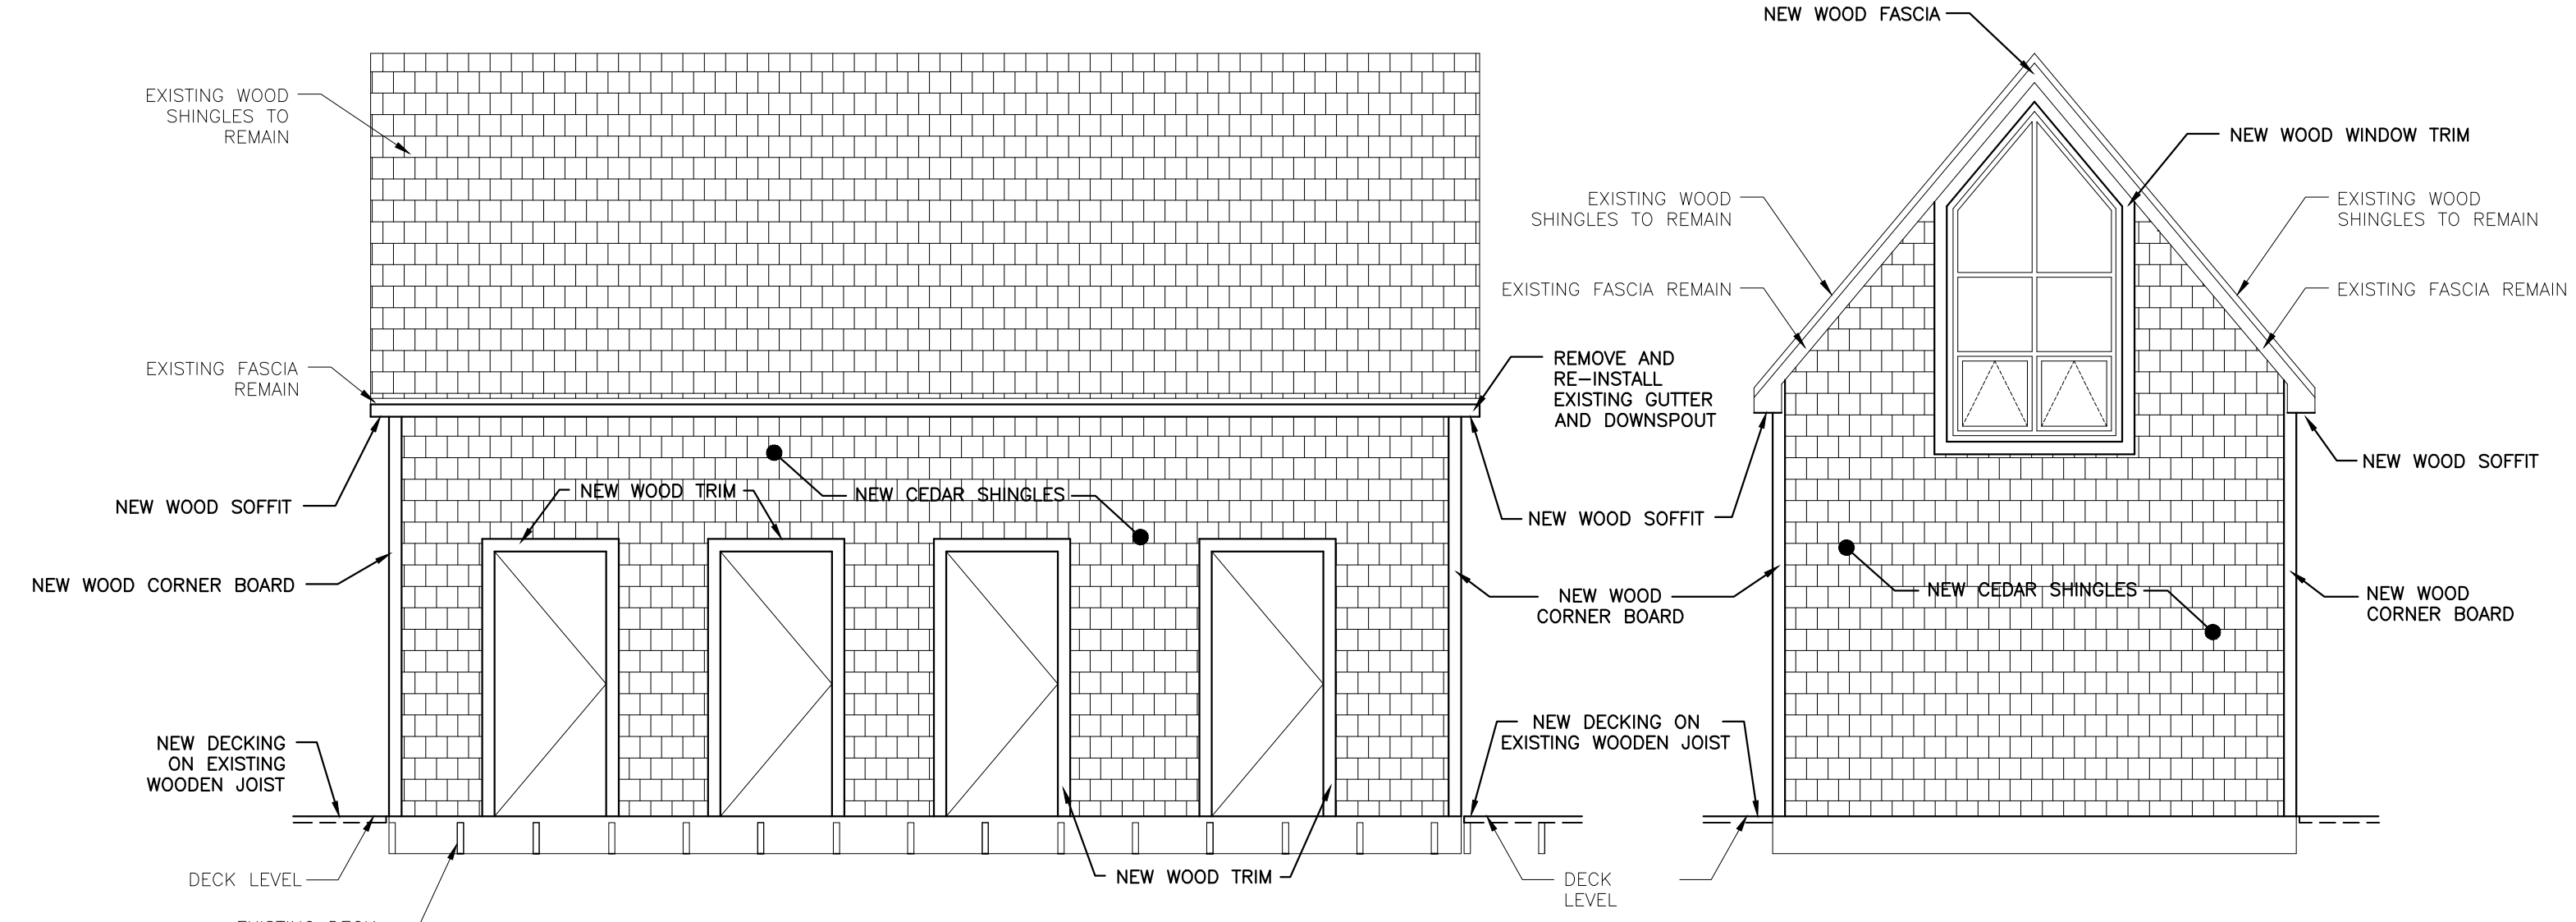 NEW WOOD FASCIA
EXISTING WOOD
SHINGLES TO
REMAIN
NEW WOOD WINDOW TRIM
EXISTING WOOD
SHINGLES TO REMAIN
EXISTING WOOD
SHINGLES TO REMAIN
EXISTING FASCIA REMAIN
EXISTING FASCIA REMAIN
EXISTING FASCIA
REMAIN
REMOVE AND
RE-INSTALL
EXISTING GUTTER
AND DOWNSPOUT
NEW WOOD SOFFIT
NEW WOOD TRIM
NEW CEDAR SHINGLES
NEW WOOD SOFFIT
NEW WOOD SOFFIT
NEW WOOD CORNER BOARD
NEW WOOD
CORNER BOARD
NEW CEDAR SHINGLES
NEW WOOD
CORNER BOARD
NEW DECKING
ON EXISTING
WOODEN JOIST
NEW DECKING ON
EXISTING WOODEN JOIST
DECK LEVEL
NEW WOOD TRIM
DECK
LEVEL